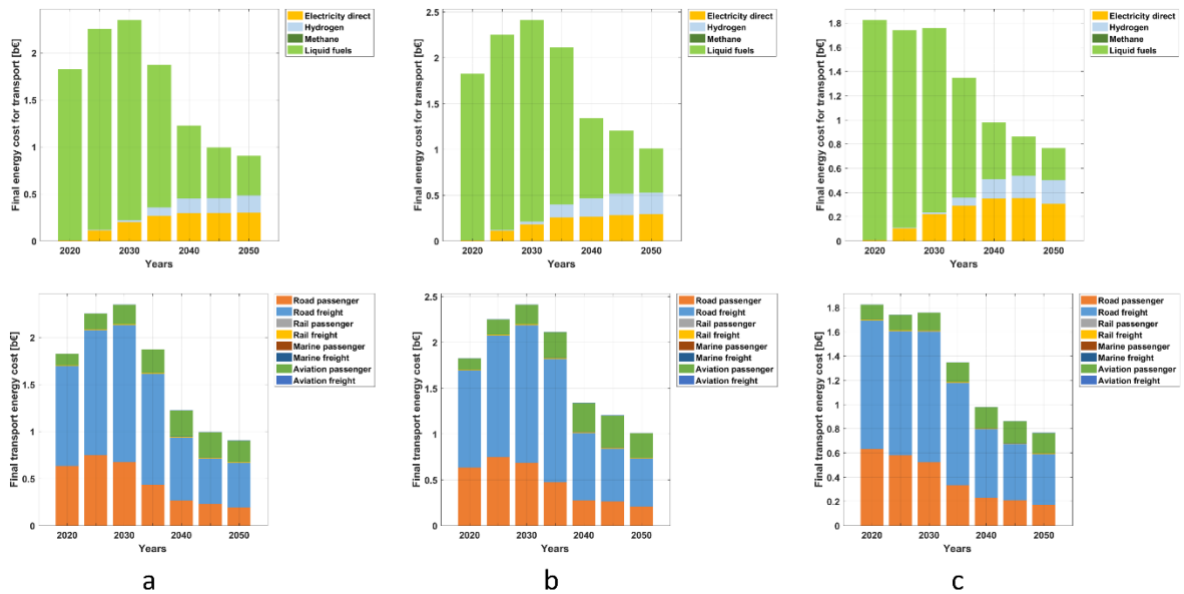 Final energy cost for transport [b€]
2
1.5
1
0.5
0
2020
2030
2040
2050
Years
Electricity direct
Hydrogen
Methane
Liquid fuels
Final energy cost for transport [b€]
2.5
2
1.5
1
0.5
0
2020
2030
2040
2050
Years
Electricity direct
Hydrogen
Methane
Liquid fuels
Final energy cost for transport [b€]
1.8
1.6
1.4
1.2
1
0.8
0.6
0.4
0.2
0
2020
2030
2040
2050
Years
Electricity direct
Hydrogen
Methane
Liquid fuels
Final transport energy cost [b€]
2
1.5
1
0.5
0
2020
2030
2040
2050
Years
Road passenger
Road freight
Rail passenger
Rail freight
Marine passenger
Marine freight
Aviation passenger
Aviation freight
Final transport energy cost [b€]
2.5
2
1.5
1
0.5
0
2020
2030
2040
2050
Years
Road passenger
Road freight
Rail passenger
Rail freight
Marine passenger
Marine freight
Aviation passenger
Aviation freight
Final transport energy cost [b€]
1.8
1.6
1.4
1.2
1
0.8
0.6
0.4
0.2
0
2020
2030
2040
2050
Years
Road passenger
Road freight
Rail passenger
Rail freight
Marine passenger
Marine freight
Aviation passenger
Aviation freight
a
b
c